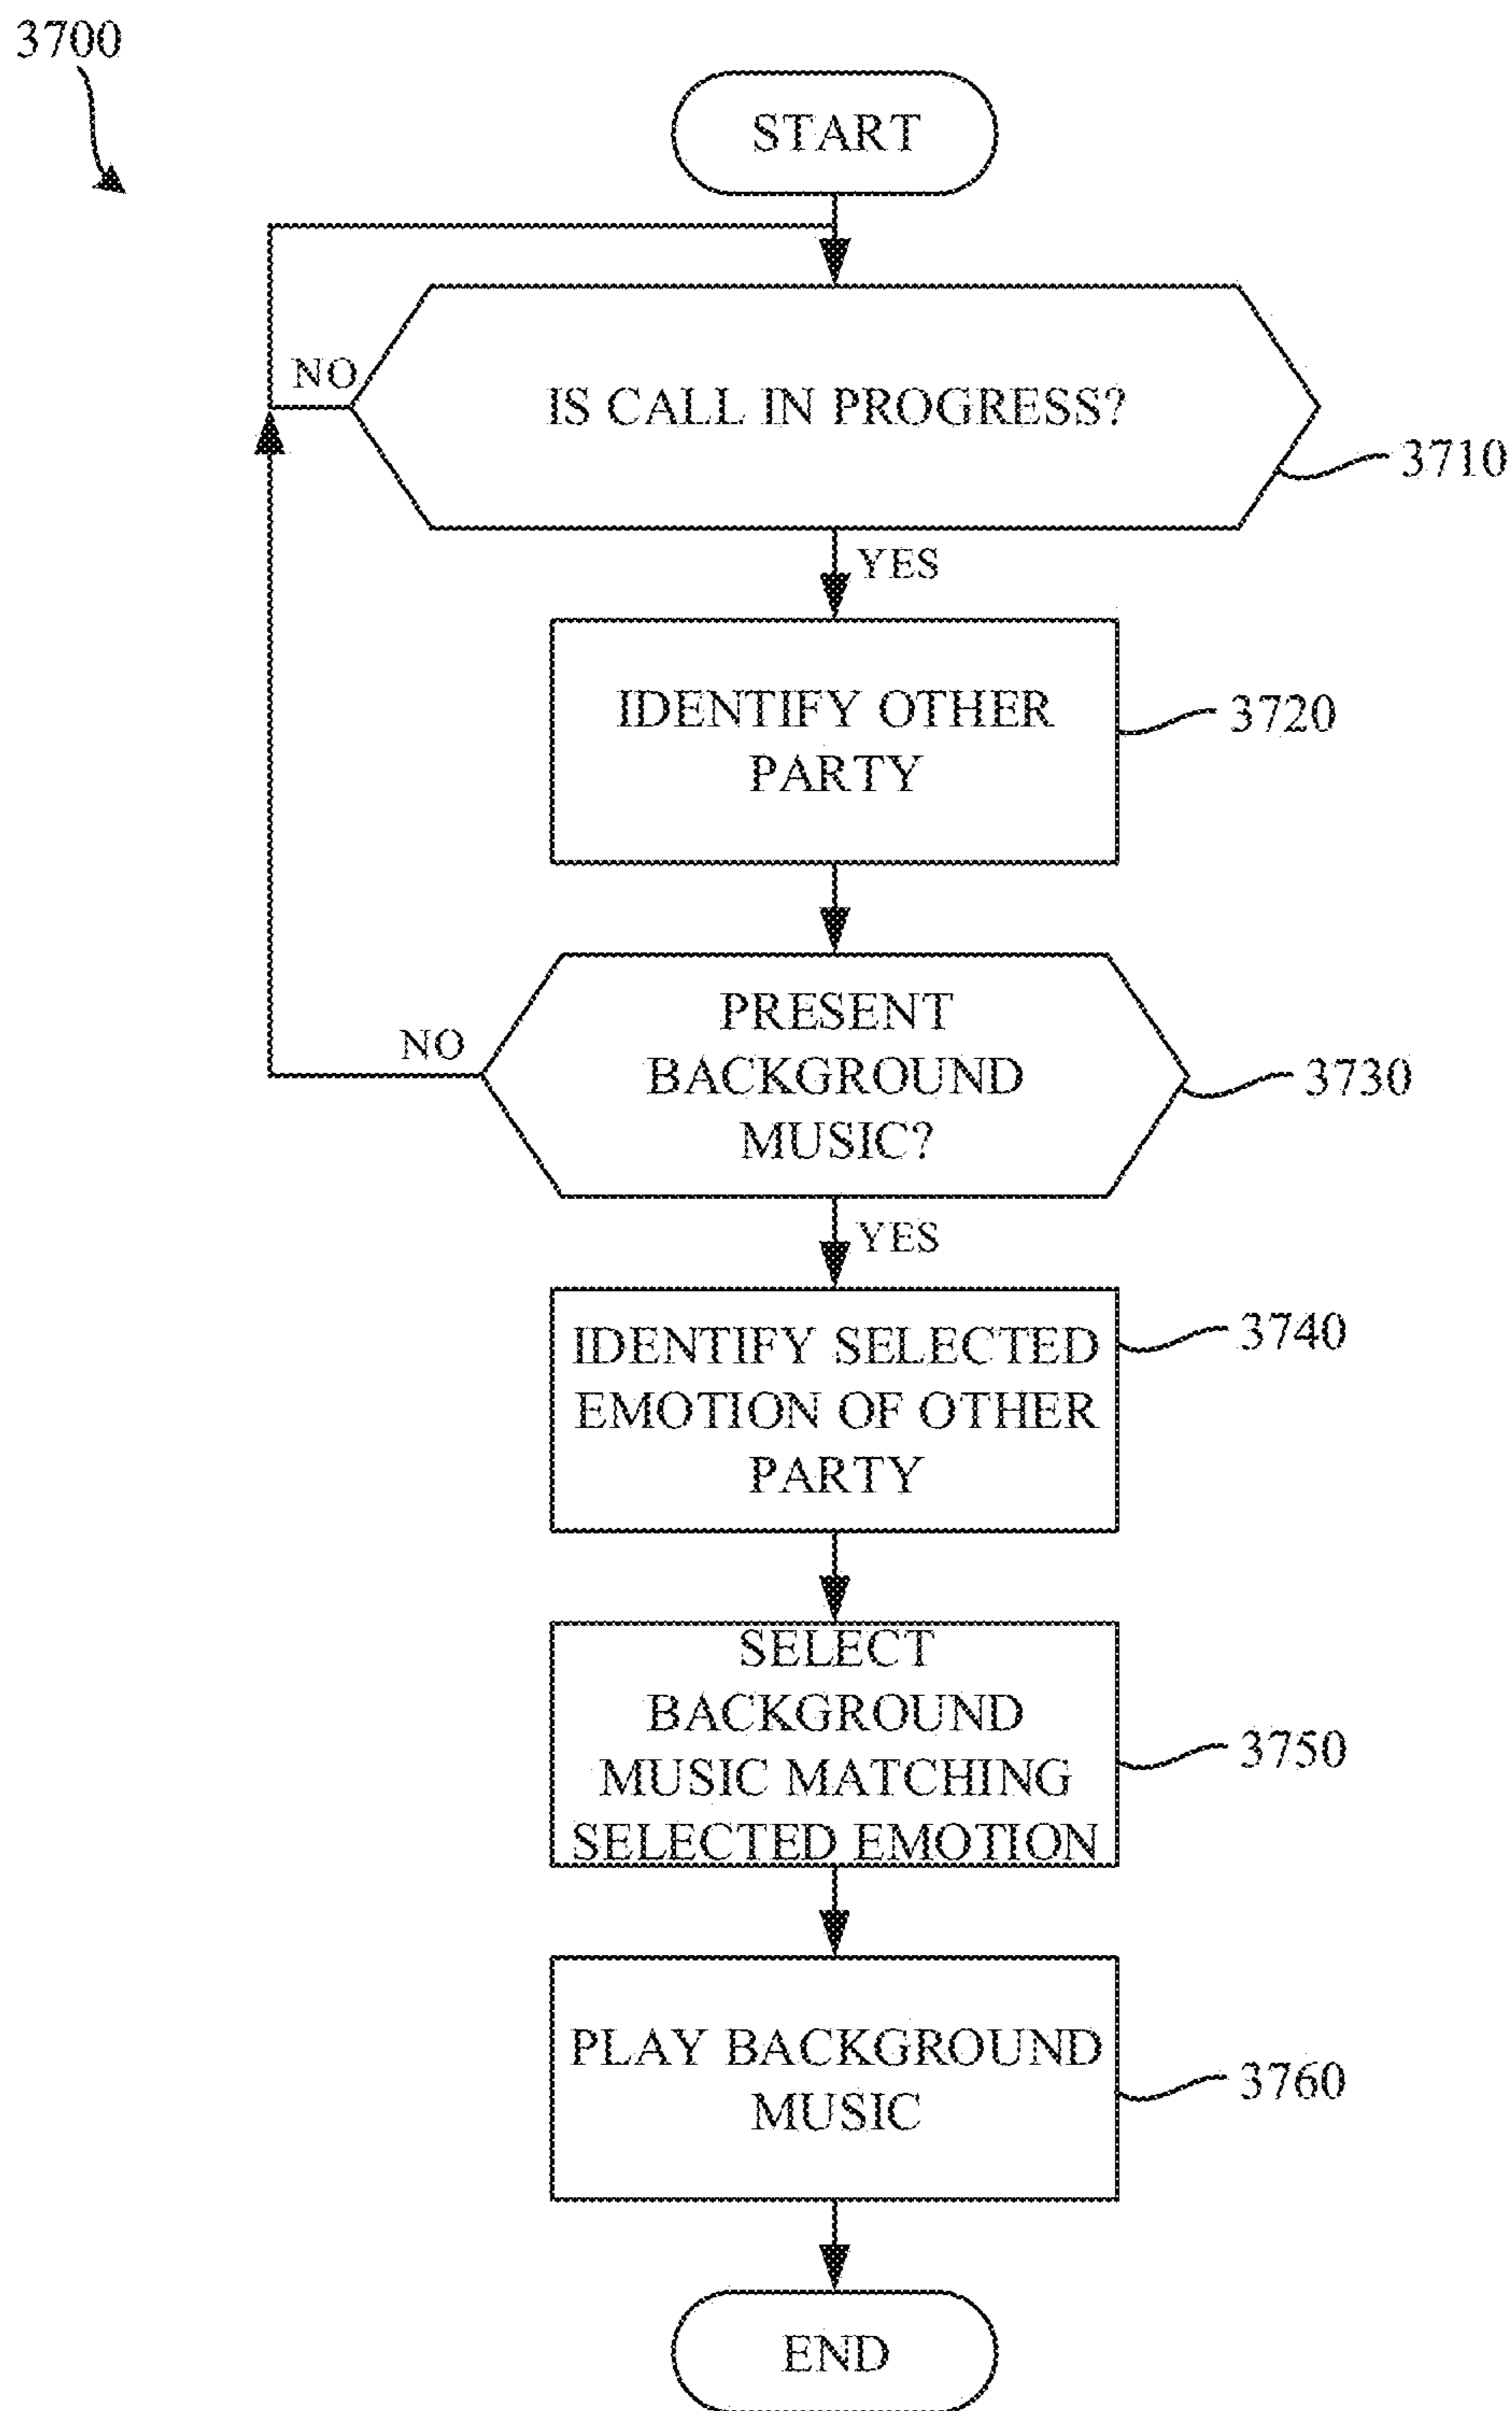 3700
START
NO
IS CALL IN PROGRESS?
3710
YES
IDENTIFY OTHER
PARTY
3720
NO
PRESENT
BACKGROUND
MUSIC?
3730
YES
IDENTIFY SELECTED
EMOTION OF OTHER
PARTY
3740
SELECT
BACKGROUND
MUSIC MATCHING
SELECTED EMOTION
3750
PLAY BACKGROUND
MUSIC
3760
END